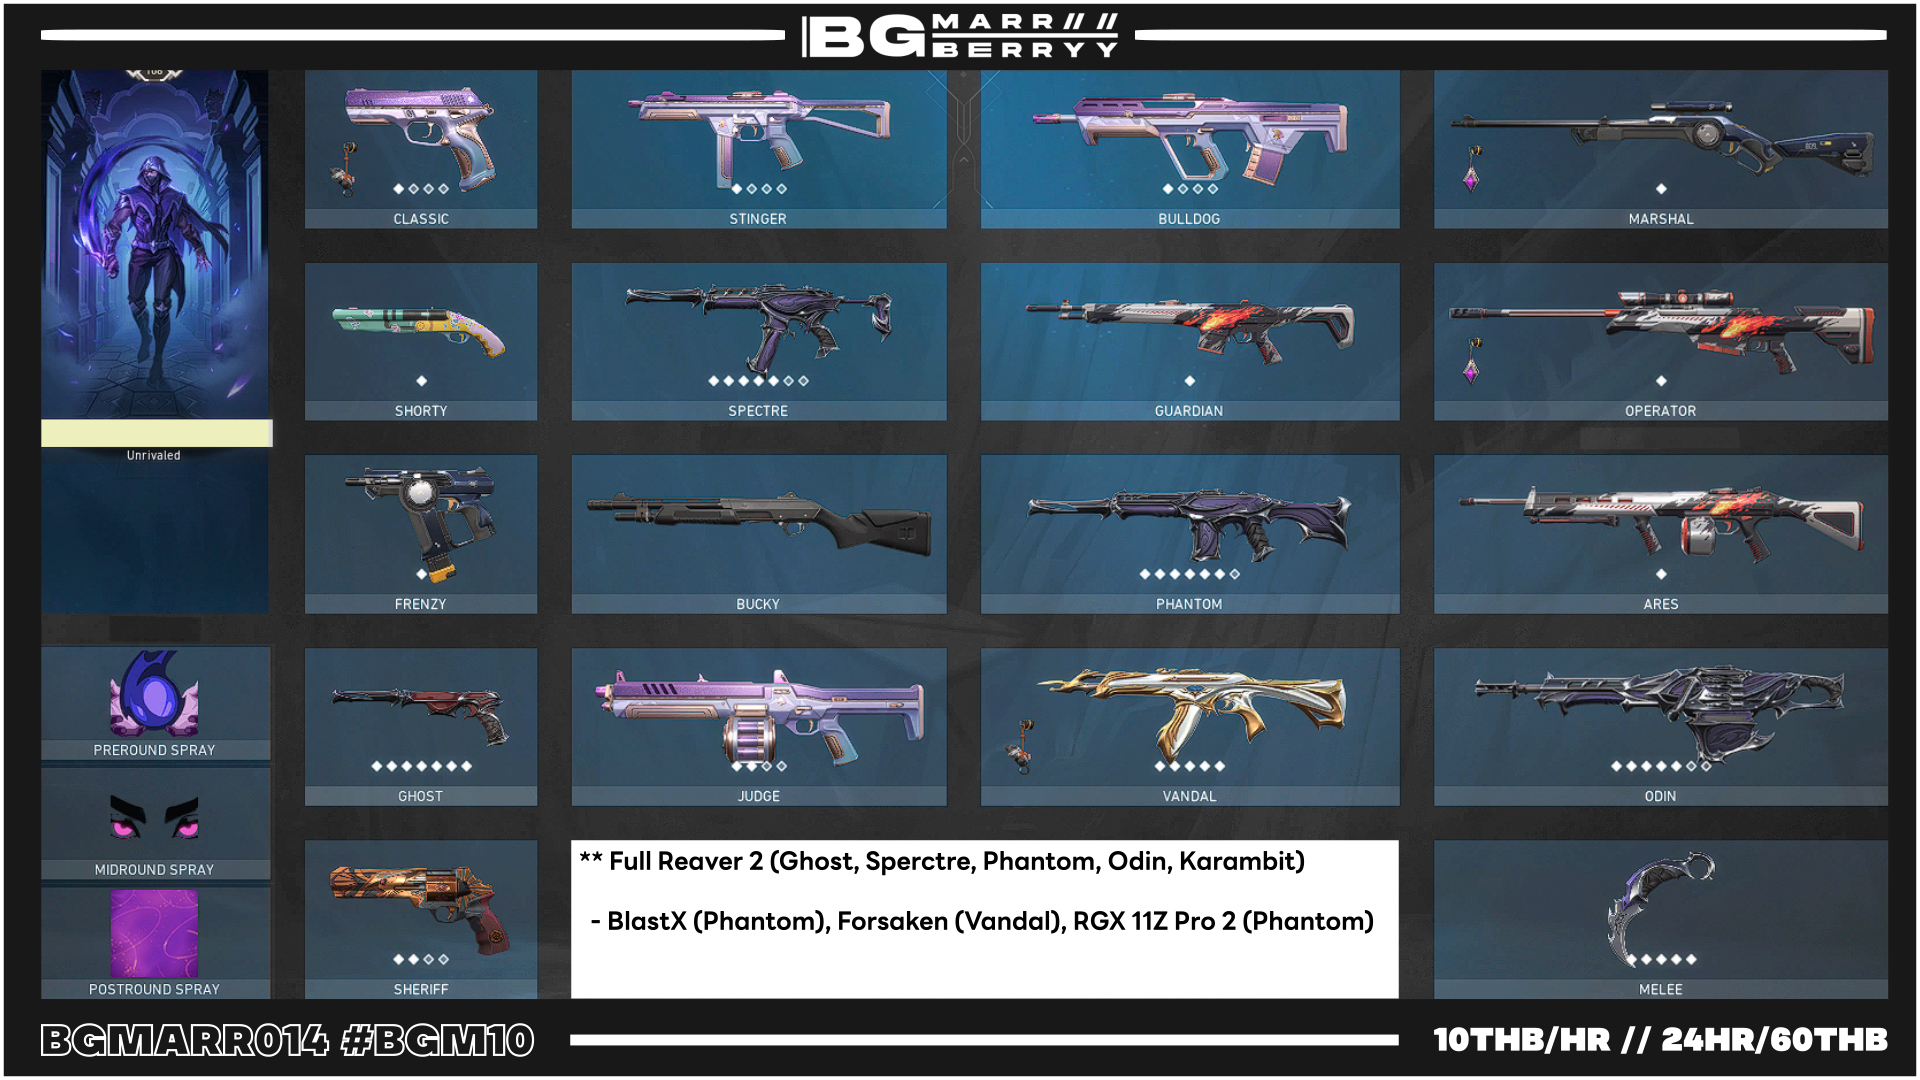 BG MARR// //
BERRYY
108
Unrivaled
CLASSIC
STINGER
BULLDOG
MARSHAL
SHORTY
SPECTRE
GUARDIAN
OPERATOR
FRENZY
BUCKY
PHANTOM
ARES
PREROUND SPRAY
GHOST
JUDGE
VANDAL
ODIN
MIDROUND SPRAY
POSTROUND SPRAY
SHERIFF
** Full Reaver 2 (Ghost, Sperctre, Phantom, Odin, Karambit)
- BlastX (Phantom), Forsaken (Vandal), RGX 11Z Pro 2 (Phantom)
MELEE
BGMARR014 #BGM10
10THB/HR // 24HR/60THB